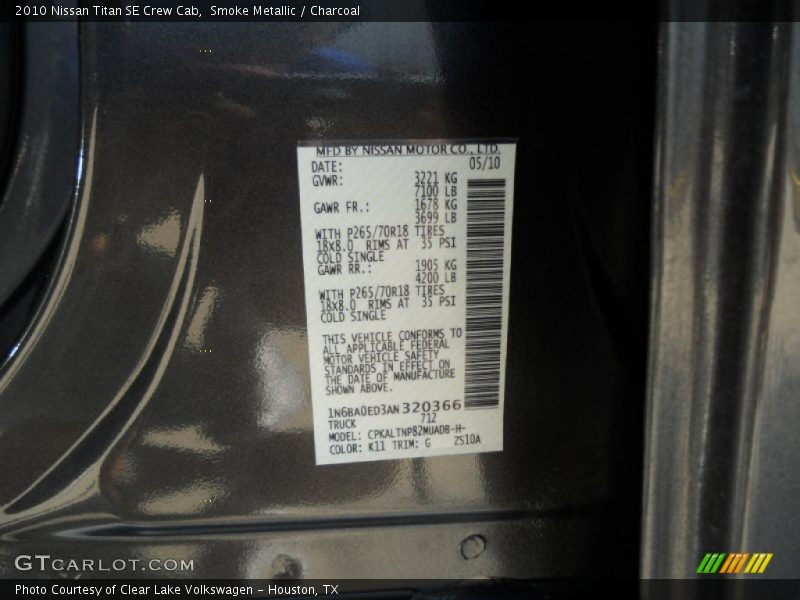 2010 Nissan Titan SE Crew Cab,  Smoke Metallic / Charcoal
MFD BY NISSAN MOTOR CO., LTD.
DATE: 05/10
GVWR: 3221 KG
7100 LB
GAWR FR.: 1678 KG
3699 LB
WITH P265/70R18 TIRES
18X8.0 RIMS AT 35 PSI
COLD SINGLE
GAWR RR.: 1905 KG
4200 LB
WITH P265/70R18 TIRES
18X8.0 RIMS AT 35 PSI
COLD SINGLE
THIS VEHICLE CONFORMS TO
ALL APPLICABLE FEDERAL
MOTOR VEHICLE SAFETY
STANDARDS IN EFFECT ON
THE DATE OF MANUFACTURE
SHOWN ABOVE.
1N6BA0ED3AN320366
TRUCK 712
MODEL: CPKALTNP82MUADB-H-
COLOR: K11 TRIM: G ZS10A
GTCARLOT.COM
Photo Courtesy of Clear Lake Volkswagen – Houston, TX